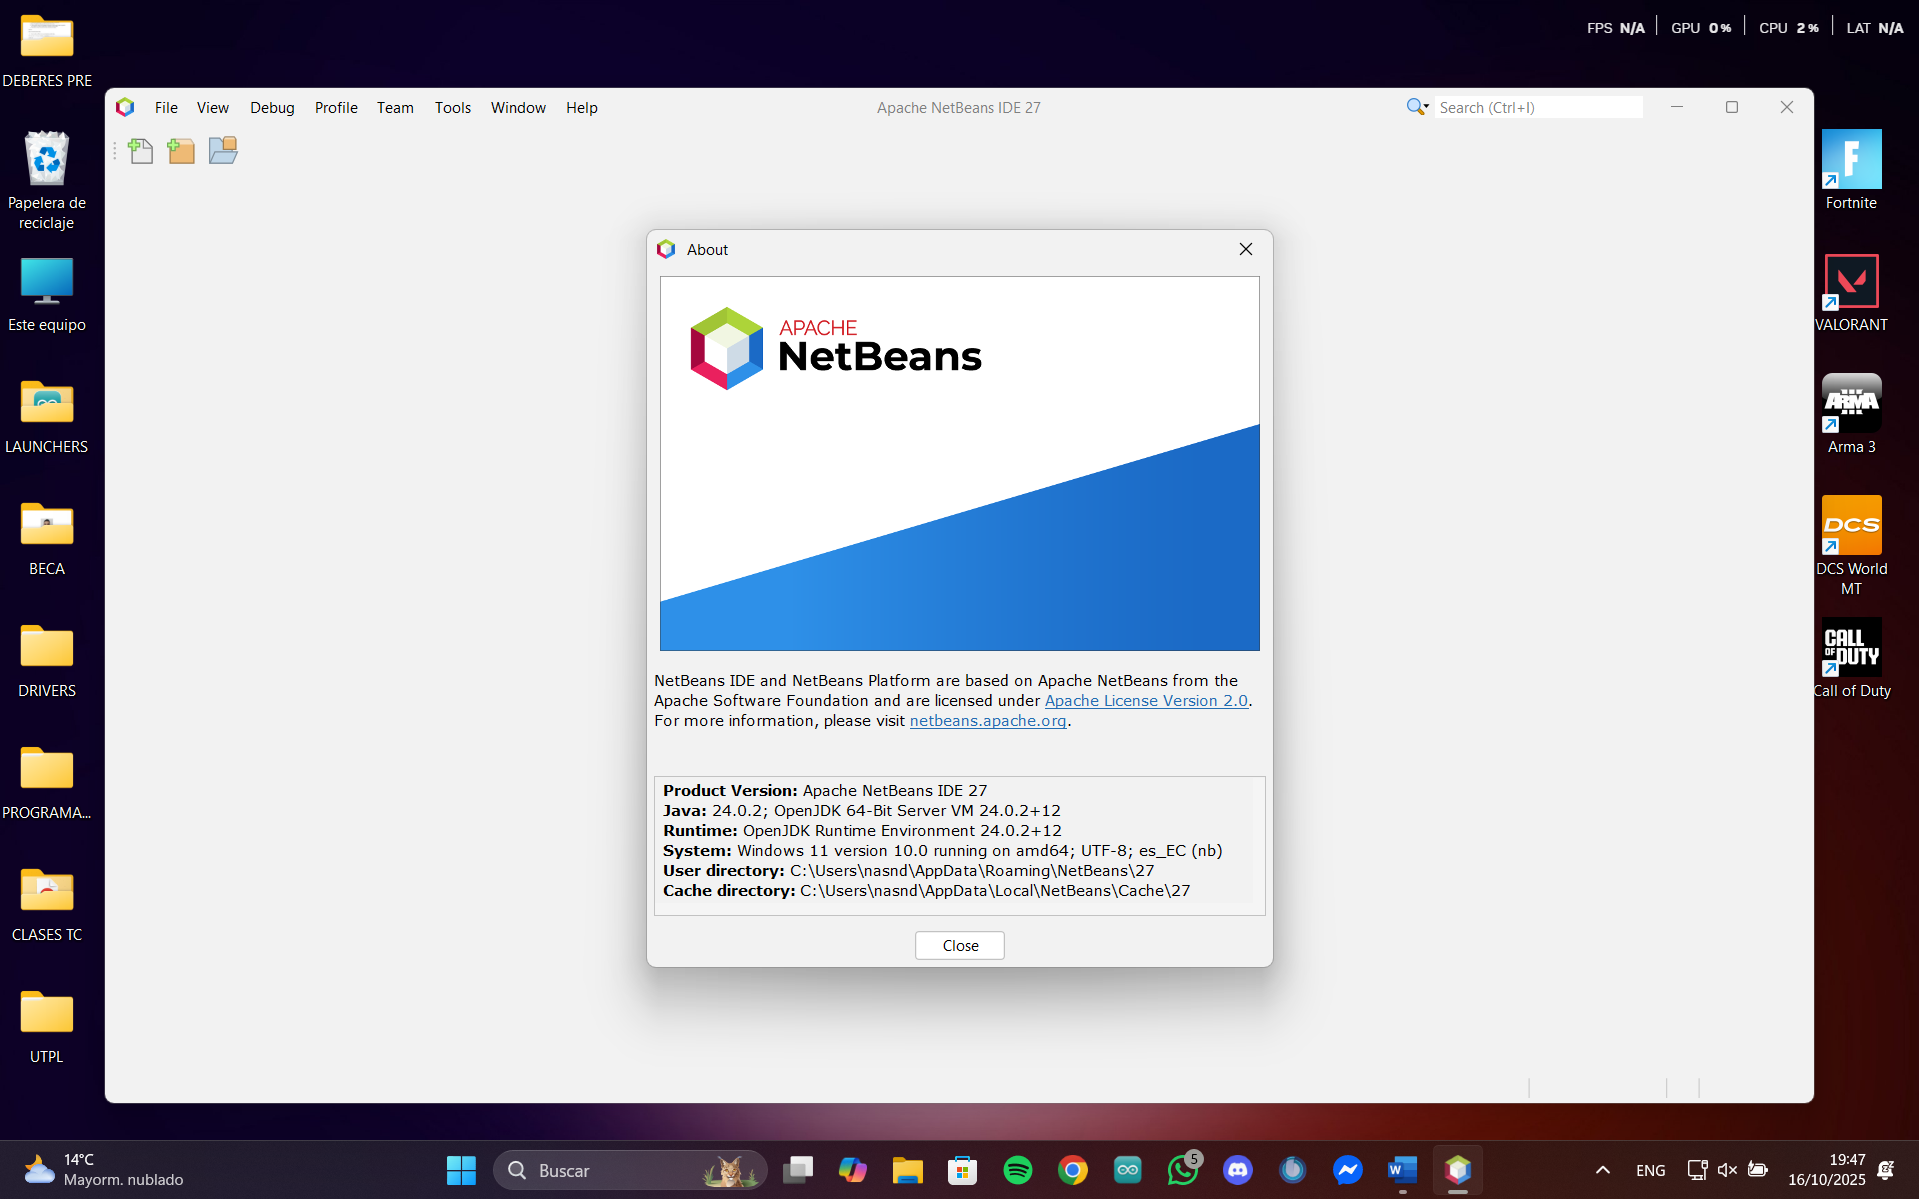 FPS N/A GPU 0% CPU 2% LAT N/A
DEBERES PRE
Papelera de
reciclaje
Este equipo
LAUNCHERS
BECA
DRIVERS
PROGRAMA...
CLASES TC
UTPL
File View Debug Profile Team Tools Window Help
Apache NetBeans IDE 27
Search (Ctrl+I)
About
APACHE
NetBeans
NetBeans IDE and NetBeans Platform are based on Apache NetBeans from the
Apache Software Foundation and are licensed under Apache License Version 2.0.
For more information, please visit netbeans.apache.org.
Product Version: Apache NetBeans IDE 27
Java: 24.0.2; OpenJDK 64-Bit Server VM 24.0.2+12
Runtime: OpenJDK Runtime Environment 24.0.2+12
System: Windows 11 version 10.0 running on amd64; UTF-8; es_EC (nb)
User directory: C:\Users\nasnd\AppData\Roaming\NetBeans\27
Cache directory: C:\Users\nasnd\AppData\Local\NetBeans\Cache\27
Close
F
Fortnite
VALORANT
ARMA
III
Arma 3
DCS
DCS World
MT
CALL
OF DUTY
Call of Duty
14°C
Mayorm. nublado
Buscar
5
W
ENG
19:47
16/10/2025